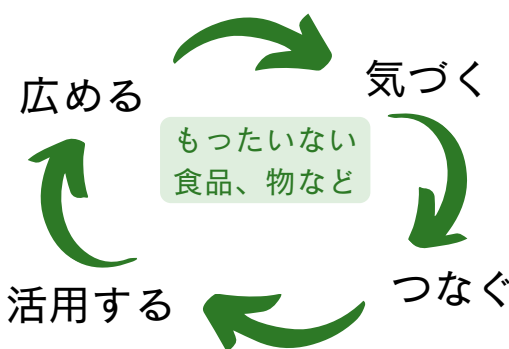 広める
気づく
もったいない
食品、物など
つなぐ
活用する